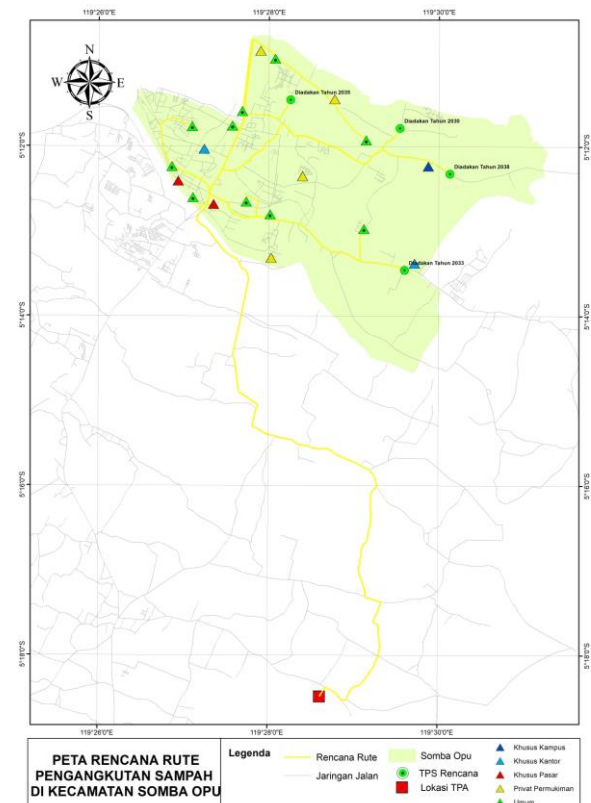 119°26'0"E 119°28'0"E 119°30'0"E
N
W E
S
Diadakan Tahun 2035
Diadakan Tahun 2030
5°12'0"S 5°12'0"S
Diadakan Tahun 2038
Diadakan Tahun 2033
5°14'0"S 5°14'0"S
5°16'0"S 5°16'0"S
5°18'0"S 5°18'0"S
119°26'0"E 119°28'0"E 119°30'0"E
PETA RENCANA RUTE
PENGANGKUTAN SAMPAH
DI KECAMATAN SOMBA OPU
Legenda
Rencana Rute
Jaringan Jalan
Somba Opu
TPS Rencana
Lokasi TPA
Khusus Kampus
Khusus Kantor
Khusus Pasar
Privat Permukiman
Umum